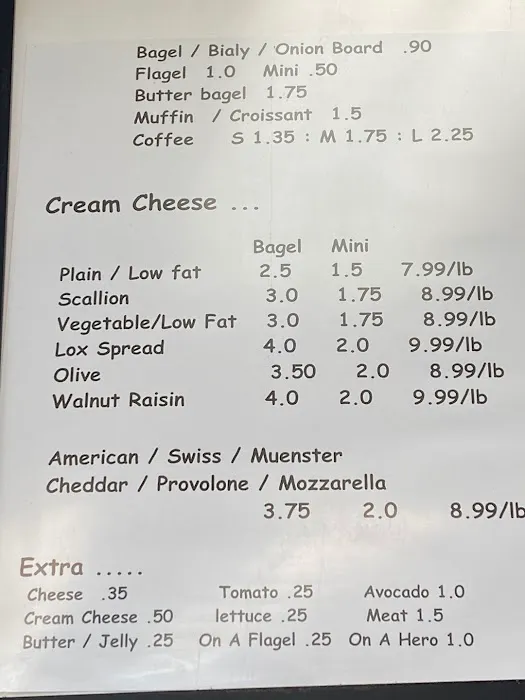 Bagel / Bialy / Onion Board .90
Flagel 1.0 Mini .50
Butter bagel 1.75
Muffin / Croissant 1.5
Coffee S 1.35 : M 1.75 : L 2.25
Cream Cheese ...
Bagel Mini
Plain / Low fat 2.5 1.5 7.99/lb
Scallion 3.0 1.75 8.99/lb
Vegetable/Low Fat 3.0 1.75 8.99/lb
Lox Spread 4.0 2.0 9.99/lb
Olive 3.50 2.0 8.99/lb
Walnut Raisin 4.0 2.0 9.99/lb
American / Swiss / Muenster
Cheddar / Provolone / Mozzarella
3.75 2.0 8.99/lb
Extra .....
Cheese .35 Tomato .25 Avocado 1.0
Cream Cheese .50 lettuce .25 Meat 1.5
Butter / Jelly .25 On A Flagel .25 On A Hero 1.0